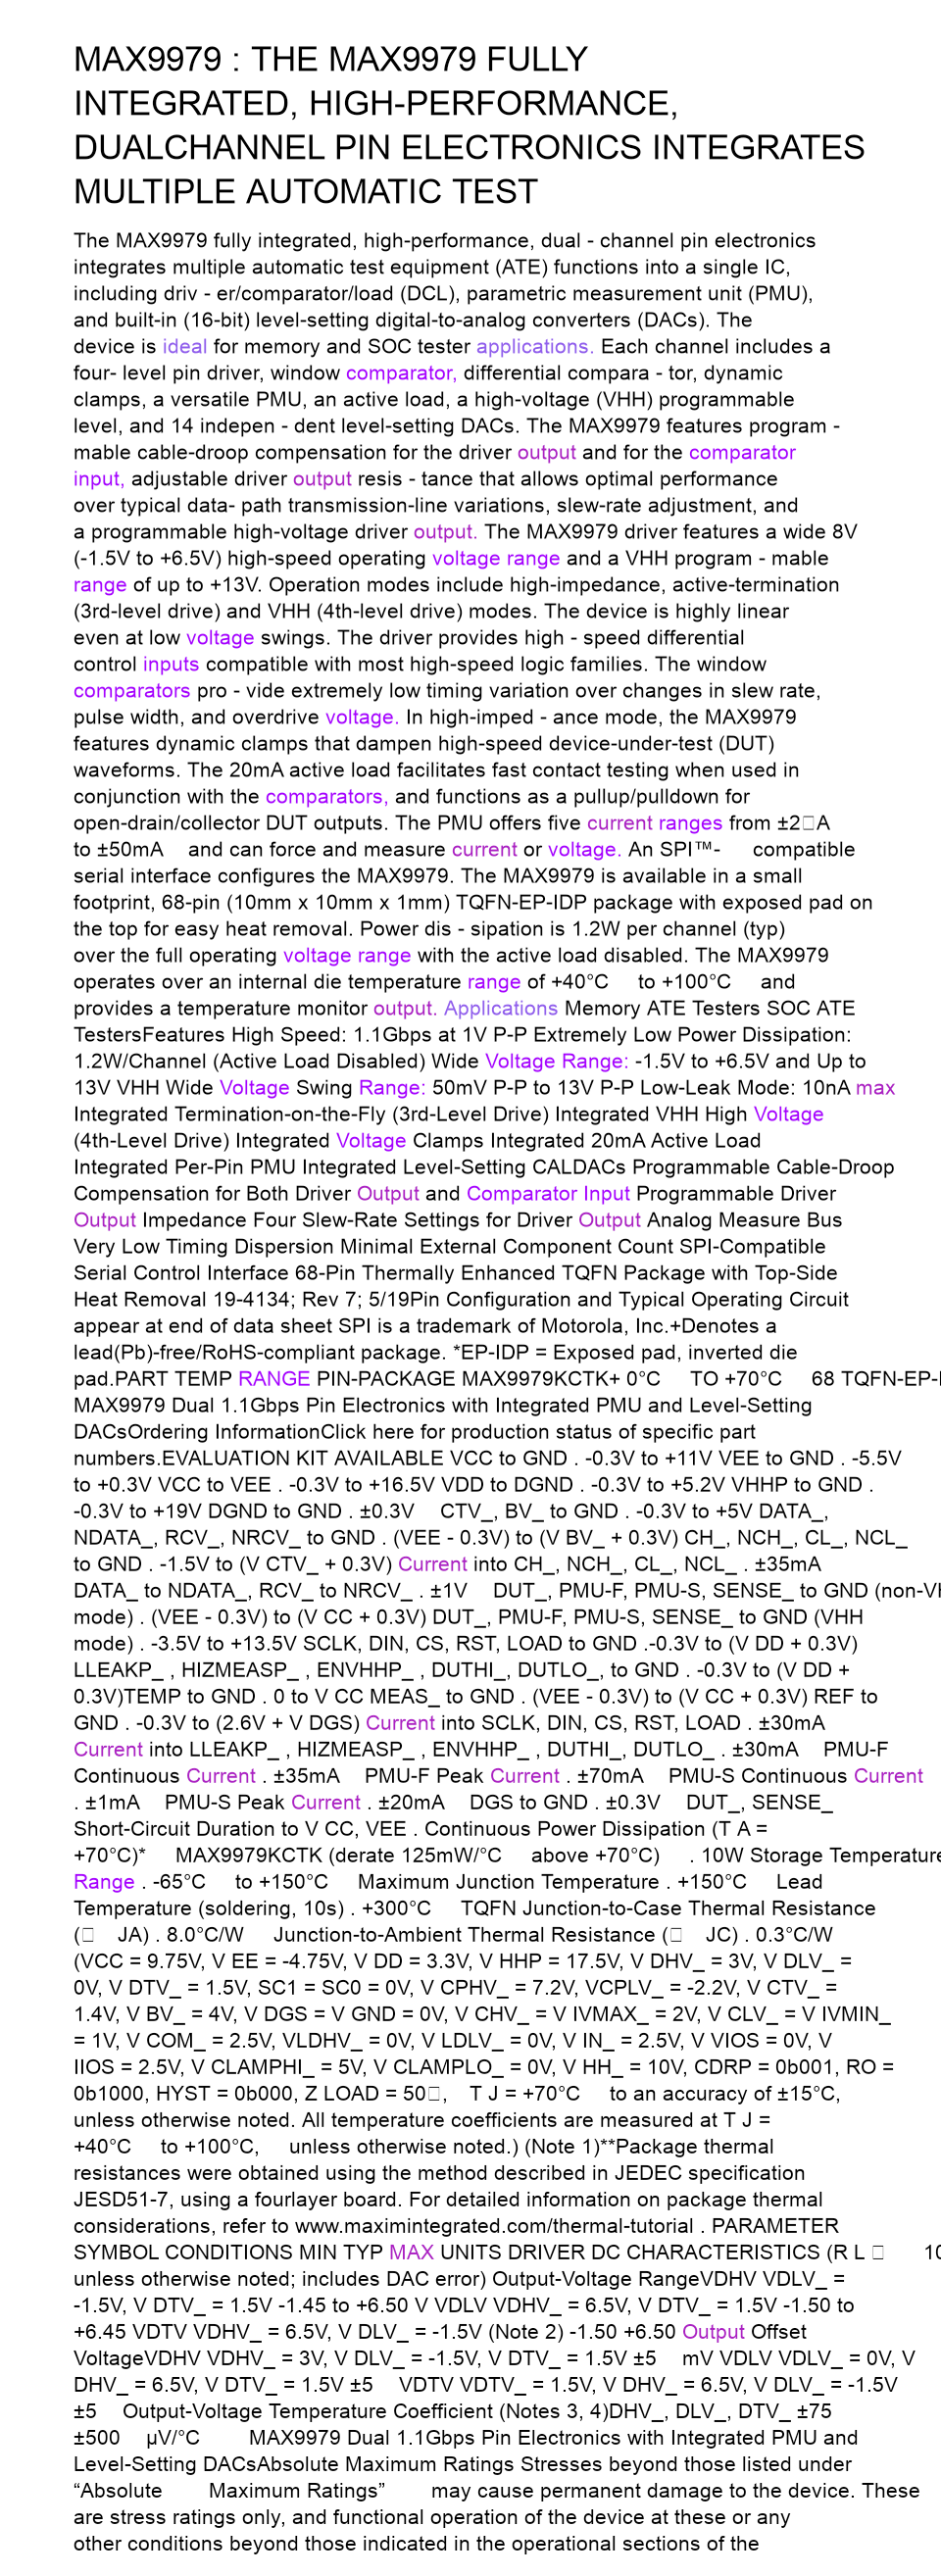 MAX9979 : THE MAX9979 FULLY
INTEGRATED, HIGH-PERFORMANCE,
DUALCHANNEL PIN ELECTRONICS INTEGRATES
MULTIPLE AUTOMATIC TEST
The MAX9979 fully integrated, high-performance, dual - channel pin electronics
integrates multiple automatic test equipment (ATE) functions into a single IC,
including driv - er/comparator/load (DCL), parametric measurement unit (PMU),
and built-in (16-bit) level-setting digital-to-analog converters (DACs). The
device is ideal for memory and SOC tester applications. Each channel includes a
four- level pin driver, window comparator, differential compara - tor, dynamic
clamps, a versatile PMU, an active load, a high-voltage (VHH) programmable
level, and 14 indepen - dent level-setting DACs. The MAX9979 features program -
mable cable-droop compensation for the driver output and for the comparator
input, adjustable driver output resis - tance that allows optimal performance
over typical data- path transmission-line variations, slew-rate adjustment, and
a programmable high-voltage driver output. The MAX9979 driver features a wide 8V
(-1.5V to +6.5V) high-speed operating voltage range and a VHH program - mable
range of up to +13V. Operation modes include high-impedance, active-termination
(3rd-level drive) and VHH (4th-level drive) modes. The device is highly linear
even at low voltage swings. The driver provides high - speed differential
control inputs compatible with most high-speed logic families. The window
comparators pro - vide extremely low timing variation over changes in slew rate,
pulse width, and overdrive voltage. In high-imped - ance mode, the MAX9979
features dynamic clamps that dampen high-speed device-under-test (DUT)
waveforms. The 20mA active load facilitates fast contact testing when used in
conjunction with the comparators, and functions as a pullup/pulldown for
open-drain/collector DUT outputs. The PMU offers five current ranges from ±2□A
to ±50mA and can force and measure current or voltage. An SPI™- compatible
serial interface configures the MAX9979. The MAX9979 is available in a small
footprint, 68-pin (10mm x 10mm x 1mm) TQFN-EP-IDP package with exposed pad on
the top for easy heat removal. Power dis - sipation is 1.2W per channel (typ)
over the full operating voltage range with the active load disabled. The MAX9979
operates over an internal die temperature range of +40°C to +100°C and
provides a temperature monitor output. Applications Memory ATE Testers SOC ATE
TestersFeatures High Speed: 1.1Gbps at 1V P-P Extremely Low Power Dissipation:
1.2W/Channel (Active Load Disabled) Wide Voltage Range: -1.5V to +6.5V and Up to
13V VHH Wide Voltage Swing Range: 50mV P-P to 13V P-P Low-Leak Mode: 10nA max
Integrated Termination-on-the-Fly (3rd-Level Drive) Integrated VHH High Voltage
(4th-Level Drive) Integrated Voltage Clamps Integrated 20mA Active Load
Integrated Per-Pin PMU Integrated Level-Setting CALDACs Programmable Cable-Droop
Compensation for Both Driver Output and Comparator Input Programmable Driver
Output Impedance Four Slew-Rate Settings for Driver Output Analog Measure Bus
Very Low Timing Dispersion Minimal External Component Count SPI-Compatible
Serial Control Interface 68-Pin Thermally Enhanced TQFN Package with Top-Side
Heat Removal 19-4134; Rev 7; 5/19Pin Configuration and Typical Operating Circuit
appear at end of data sheet SPI is a trademark of Motorola, Inc.+Denotes a
lead(Pb)-free/RoHS-compliant package. *EP-IDP = Exposed pad, inverted die
pad.PART TEMP RANGE PIN-PACKAGE MAX9979KCTK+ 0°C TO +70°C 68 TQFN-EP-
MAX9979 Dual 1.1Gbps Pin Electronics with Integrated PMU and Level-Setting
DACsOrdering InformationClick here for production status of specific part
numbers.EVALUATION KIT AVAILABLE VCC to GND . -0.3V to +11V VEE to GND . -5.5V
to +0.3V VCC to VEE . -0.3V to +16.5V VDD to DGND . -0.3V to +5.2V VHHP to GND .
-0.3V to +19V DGND to GND . ±0.3V CTV_, BV_ to GND . -0.3V to +5V DATA_,
NDATA_, RCV_, NRCV_ to GND . (VEE - 0.3V) to (V BV_ + 0.3V) CH_, NCH_, CL_, NCL_
to GND . -1.5V to (V CTV_ + 0.3V) Current into CH_, NCH_, CL_, NCL_ . ±35mA
DATA_ to NDATA_, RCV_ to NRCV_ . ±1V DUT_, PMU-F, PMU-S, SENSE_ to GND
mode) . (VEE - 0.3V) to (V CC + 0.3V) DUT_, PMU-F, PMU-S, SENSE_ to GND (VHH
mode) . -3.5V to +13.5V SCLK, DIN, CS, RST, LOAD to GND .-0.3V to (V DD + 0.3V)
LLEAKP_ , HIZMEASP_ , ENVHHP_ , DUTHI_, DUTLO_, to GND . -0.3V to (V DD +
0.3V)TEMP to GND . 0 to V CC MEAS_ to GND . (VEE - 0.3V) to (V CC + 0.3V) REF to
GND . -0.3V to (2.6V + V DGS) Current into SCLK, DIN, CS, RST, LOAD . ±30mA
Current into LLEAKP_ , HIZMEASP_ , ENVHHP_ , DUTHI_, DUTLO_ . ±30mA PMU-F
Continuous Current . ±35mA PMU-F Peak Current . ±70mA PMU-S Continuous Current
. ±1mA PMU-S Peak Current . ±20mA DGS to GND . ±0.3V DUT_, SENSE_
Short-Circuit Duration to V CC, VEE . Continuous Power Dissipation (T A =
+70°C)* MAX9979KCTK (derate 125mW/°C above +70°C) . 10W Storage Temperature
Range . -65°C to +150°C Maximum Junction Temperature . +150°C Lead
Temperature (soldering, 10s) . +300°C TQFN Junction-to-Case Thermal Resistance
(□ JA) . 8.0°C/W Junction-to-Ambient Thermal Resistance (□ JC) . 0.3°C/W
(VCC = 9.75V, V EE = -4.75V, V DD = 3.3V, V HHP = 17.5V, V DHV_ = 3V, V DLV_ =
0V, V DTV_ = 1.5V, SC1 = SC0 = 0V, V CPHV_ = 7.2V, VCPLV_ = -2.2V, V CTV_ =
1.4V, V BV_ = 4V, V DGS = V GND = 0V, V CHV_ = V IVMAX_ = 2V, V CLV_ = V IVMIN_
= 1V, V COM_ = 2.5V, VLDHV_ = 0V, V LDLV_ = 0V, V IN_ = 2.5V, V VIOS = 0V, V
IIOS = 2.5V, V CLAMPHI_ = 5V, V CLAMPLO_ = 0V, V HH_ = 10V, CDRP = 0b001, RO =
0b1000, HYST = 0b000, Z LOAD = 50□, T J = +70°C to an accuracy of ±15°C,
unless otherwise noted. All temperature coefficients are measured at T J =
+40°C to +100°C, unless otherwise noted.) (Note 1)**Package thermal
resistances were obtained using the method described in JEDEC specification
JESD51-7, using a fourlayer board. For detailed information on package thermal
considerations, refer to www.maximintegrated.com/thermal-tutorial . PARAMETER
SYMBOL CONDITIONS MIN TYP MAX UNITS DRIVER DC CHARACTERISTICS (R L □ 10
unless otherwise noted; includes DAC error) Output-Voltage RangeVDHV VDLV_ =
-1.5V, V DTV_ = 1.5V -1.45 to +6.50 V VDLV VDHV_ = 6.5V, V DTV_ = 1.5V -1.50 to
+6.45 VDTV VDHV_ = 6.5V, V DLV_ = -1.5V (Note 2) -1.50 +6.50 Output Offset
VoltageVDHV VDHV_ = 3V, V DLV_ = -1.5V, V DTV_ = 1.5V ±5 mV VDLV VDLV_ = 0V, V
DHV_ = 6.5V, V DTV_ = 1.5V ±5 VDTV VDTV_ = 1.5V, V DHV_ = 6.5V, V DLV_ = -1.5V
±5 Output-Voltage Temperature Coefficient (Notes 3, 4)DHV_, DLV_, DTV_ ±75
±500 µV/°C MAX9979 Dual 1.1Gbps Pin Electronics with Integrated PMU and
Level-Setting DACsAbsolute Maximum Ratings Stresses beyond those listed under
“Absolute Maximum Ratings” may cause permanent damage to the device. These
are stress ratings only, and functional operation of the device at these or any
other conditions beyond those indicated in the operational sections of the